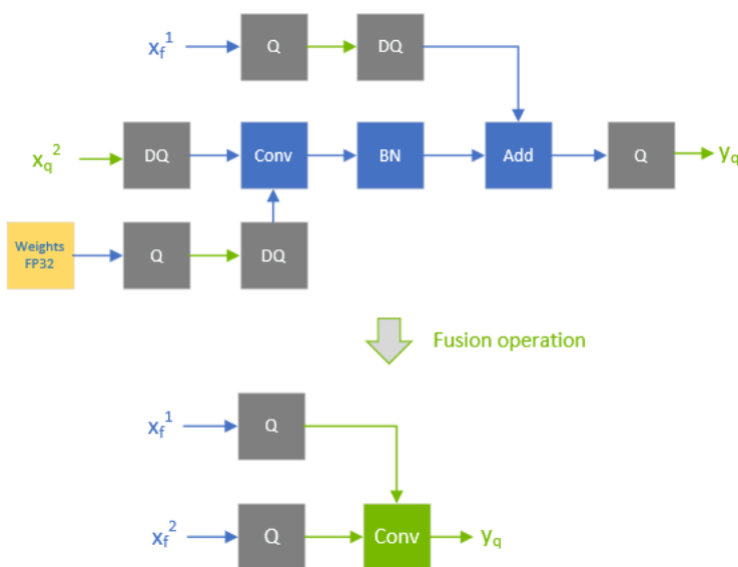 x_f^1 Q DQ
x_q^2 DQ Conv BN Add Q y_q
Weights
FP32
Q DQ
Fusion operation
x_f^1 Q
x_f^2 Q Conv y_q